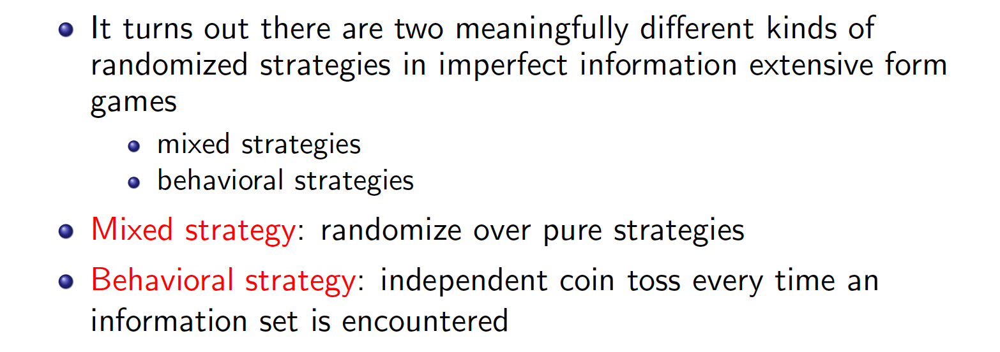 It turns out there are two meaningfully different kinds of
randomized strategies in imperfect information extensive form
games
mixed strategies
behavioral strategies
Mixed strategy: randomize over pure strategies
Behavioral strategy: independent coin toss every time an
information set is encountered